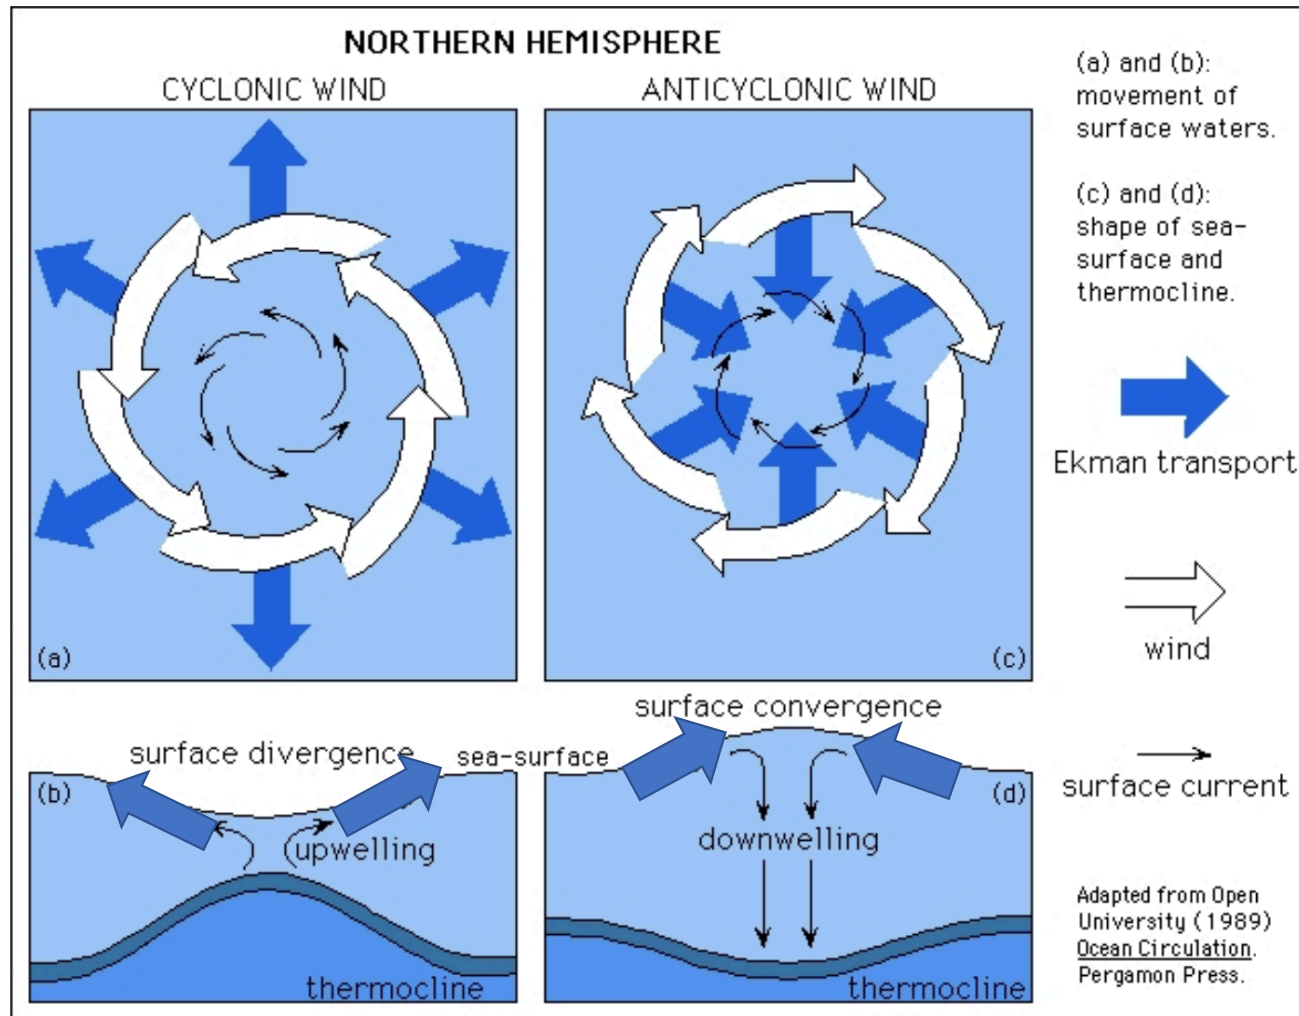 NORTHERN HEMISPHERE
CYCLONIC WIND
ANTICYCLONIC WIND
(a)
(c)
surface divergence
sea-surface
surface convergence
(b)
(d)
upwelling
downwelling
thermocline
thermocline
(a) and (b):
movement of
surface waters.
(c) and (d):
shape of sea-
surface and
thermocline.
Ekman transport
wind
surface current
Adapted from Open
University (1989)
Ocean Circulation.
Pergamon Press.